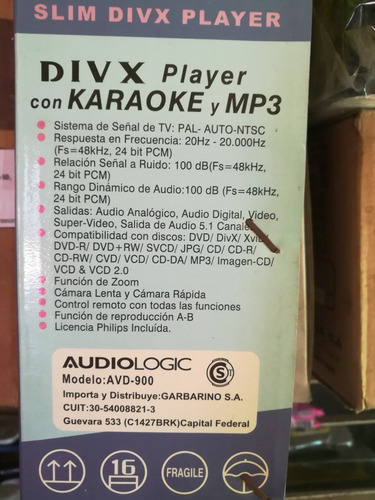 SLIM DIVX PLAYER
DIVX Player
con KARAOKE y MP3
• Sistema de Señal de TV: PAL- AUTO-NTSC
• Respuesta en Frecuencia: 20Hz - 20.000Hz
(Fs=48kHz, 24 bit PCM)
• Relación Señal a Ruido: 100 dB(Fs=48kHz,
24 bit PCM)
• Rango Dinámico de Audio:100 dB (Fs=48kHz,
24 bit PCM)
• Salidas: Audio Analógico, Audio Digital, Video,
Super-Video, Salida de Audio 5.1 Canales
• Compatibilidad con discos: DVD/ DivX/ Xvid/
DVD-R/ DVD+RW/ SVCD/ JPG/ CD/ CD-R/
CD-RW/ CVD/ VCD/ CD-DA/ MP3/ Imagen-CD/
VCD & VCD 2.0
• Función de Zoom
• Cámara Lenta y Cámara Rápida
• Control remoto con todas las funciones
• Función de reproducción A-B
• Licencia Philips Incluída.
AUDIOLOGIC
Modelo:AVD-900
Importa y Distribuye:GARBARINO S.A.
CUIT:30-54008821-3
Guevara 533 (C1427BRK)Capital Federal
16
FRAGILE